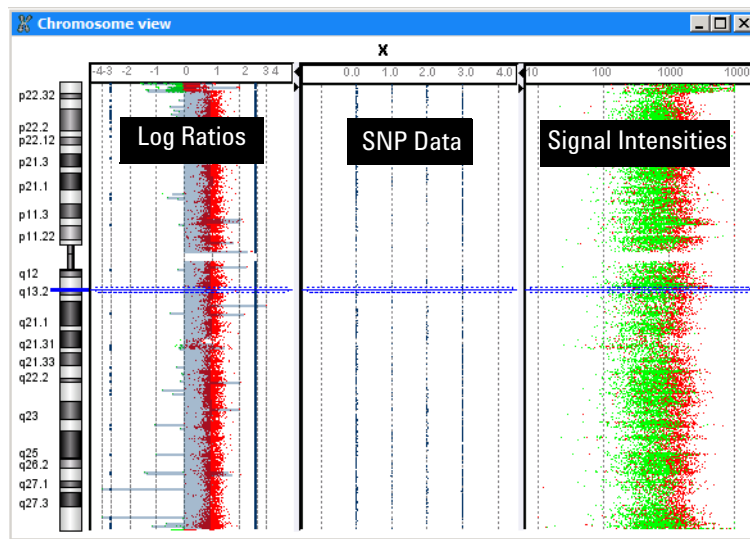 Chromosome view
X
-4-3 -2 -1 0 1 2 3 4
0.0 1.0 2.0 3.0 4.0
10 100 1000 1000
Log Ratios
SNP Data
Signal Intensities
p22.32
p22.2
p22.12
p21.3
p21.1
p11.3
p11.22
q12
q13.2
q21.1
q21.31
q21.33
q22.2
q23
q25
q26.2
q27.1
q27.3